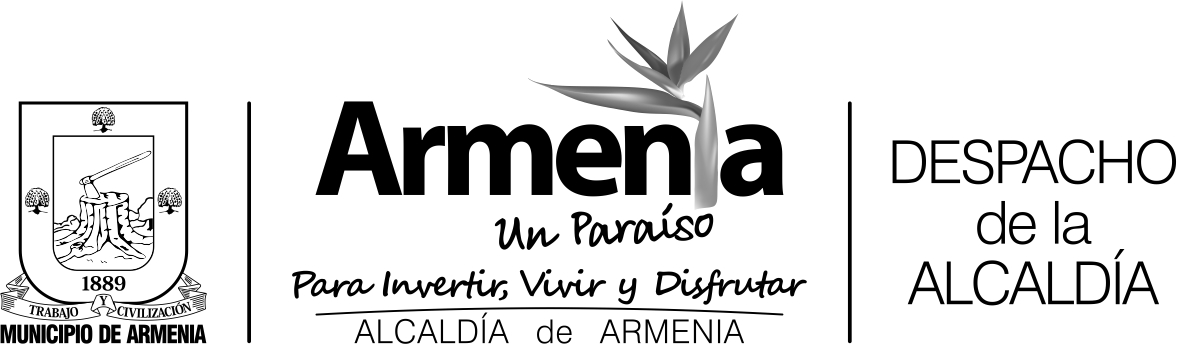 1889
TRABAJO Y CIVILIZACIÓN
MUNICIPIO DE ARMENIA
Armenia
Un Paraíso
Para Invertir, Vivir y Disfrutar
ALCALDÍA de ARMENIA
DESPACHO
de la
ALCALDÍA